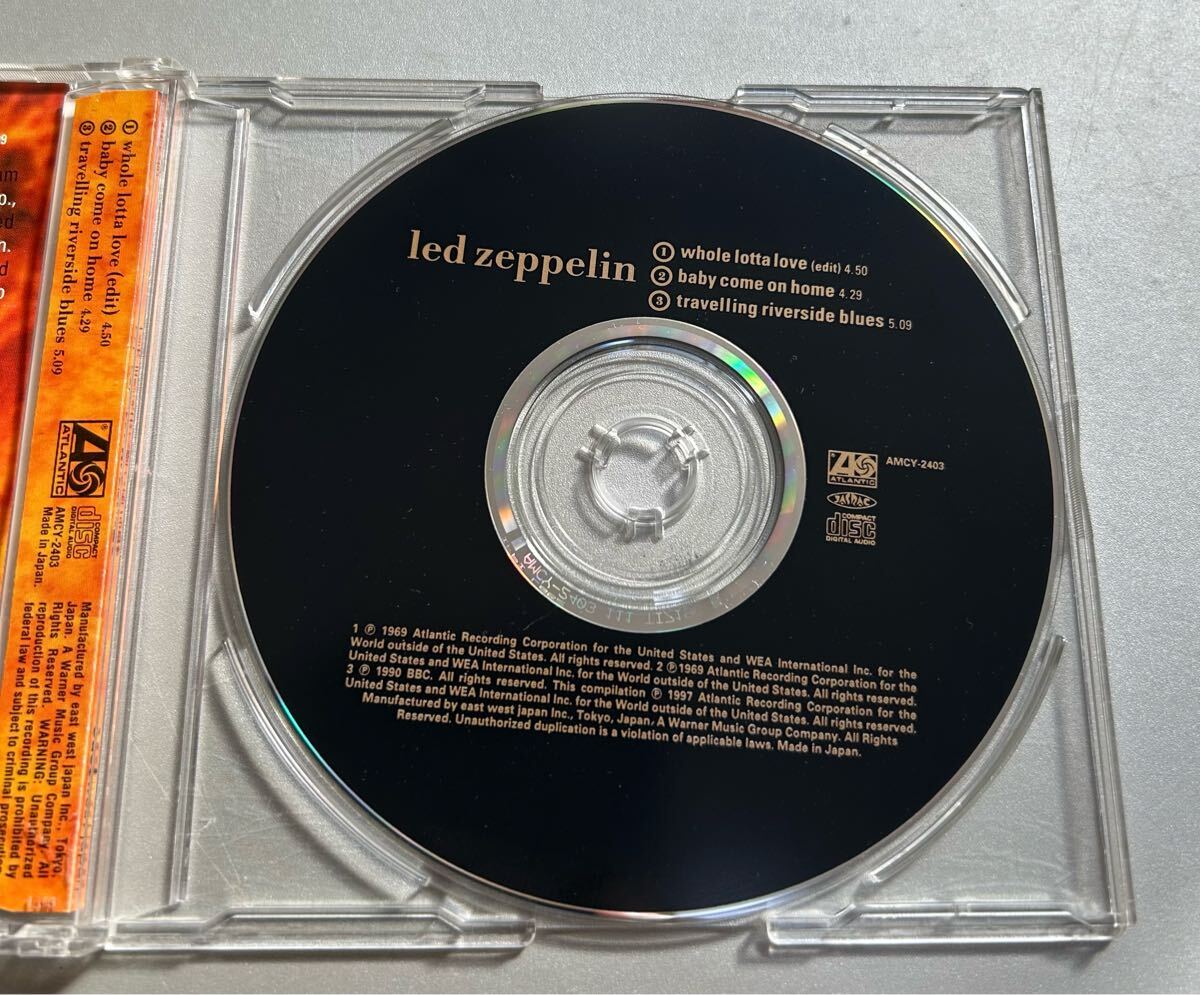 led zeppelin
1 whole lotta love (edit) 4.50
2 baby come on home 4.29
3 travelling riverside blues 5.09
® ATLANTIC
AMCY-2403
JASRAC
COMPACT
disc
DIGITAL AUDIO
AMCY-2403
1 ℗ 1969 Atlantic Recording Corporation for the United States and WEA International Inc. for the
World outside of the United States. All rights reserved. 2 ℗1969 Atlantic Recording Corporation for the
United States and WEA International Inc. for the World outside of the United States. All rights reserved.
3 ℗ 1990 BBC. All rights reserved. This compilation ℗ 1997 Atlantic Recording Corporation for the
United States and WEA International Inc. for the World outside of the United States. All rights reserved.
Manufactured by east west japan Inc., Tokyo, Japan. A Warner Music Group Company. All Rights
Reserved. Unauthorized duplication is a violation of applicable laws. Made in Japan.
1 whole lotta love (edit) 4.50
2 baby come on home 4.29
3 travelling riverside blues 5.09
® ATLANTIC
COMPACT
disc
DIGITAL AUDIO
AMCY-2403
Made in Japan.
Manufactured by east west japan Inc., Tokyo,
Japan. A Warner Music Group Company. All
Rights Reserved. WARNING: Unauthorized
reproduction of this recording is prohibited by
federal law and subject to criminal prosecution